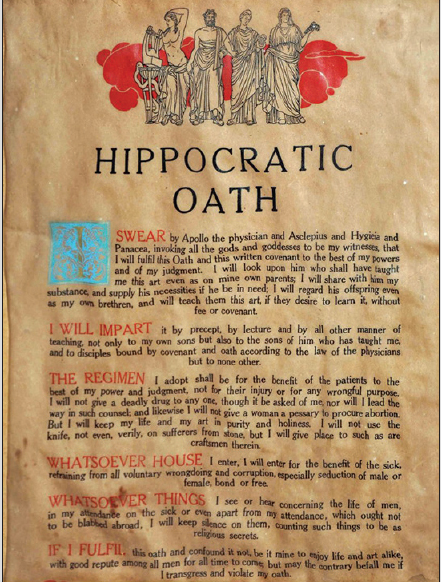 HIPPOCRATIC
OATH
I SWEAR by Apollo the physician and Asclepius and Hygieia and
Panacea, invoking all the gods and goddesses to be my witnesses, that
I will fulfil this Oath and this written covenant to the best of my powers
and of my judgment. I will look upon him who shall have taught
me this art even as on mine own parents; I will share with him my
substance, and supply his necessities if he be in need; I will regard his offspring even
as my own brethren, and will teach them this art, if they desire to learn it, without
fee or covenant.
I WILL IMPART it by precept, by lecture and by all other manner of
teaching, not only to my own sons but also to the sons of him who has taught me,
and to disciples bound by covenant and oath according to the law of the physicians
but to none other.
THE REGIMEN I adopt shall be for the benefit of the patients to the
best of my power and judgment, not for their injury or for any wrongful purpose.
I will not give a deadly drug to any one, though it be asked of me, nor will I lead the
way in such counsel; and likewise I will not give a woman a pessary to procure abortion.
But I will keep my life and my art in purity and holiness. I will not use the
knife, not even, verily, on sufferers from stone, but I will give place to such as are
craftsmen therein.
WHATSOEVER HOUSE I enter, I will enter for the benefit of the sick,
refraining from all voluntary wrongdoing and corruption, especially seduction of male or
female, bond or free.
WHATSOEVER THINGS I see or hear concerning the life of men,
in my attendance on the sick or even apart from my attendance, which ought not
to be blabbed abroad, I will keep silence on them, counting such things to be as
religious secrets.
IF I FULFIL this oath and confound it not, be it mine to enjoy life and art alike,
with good repute among all men for all time to come; but may the contrary befall me if
I transgress and violate my oath.